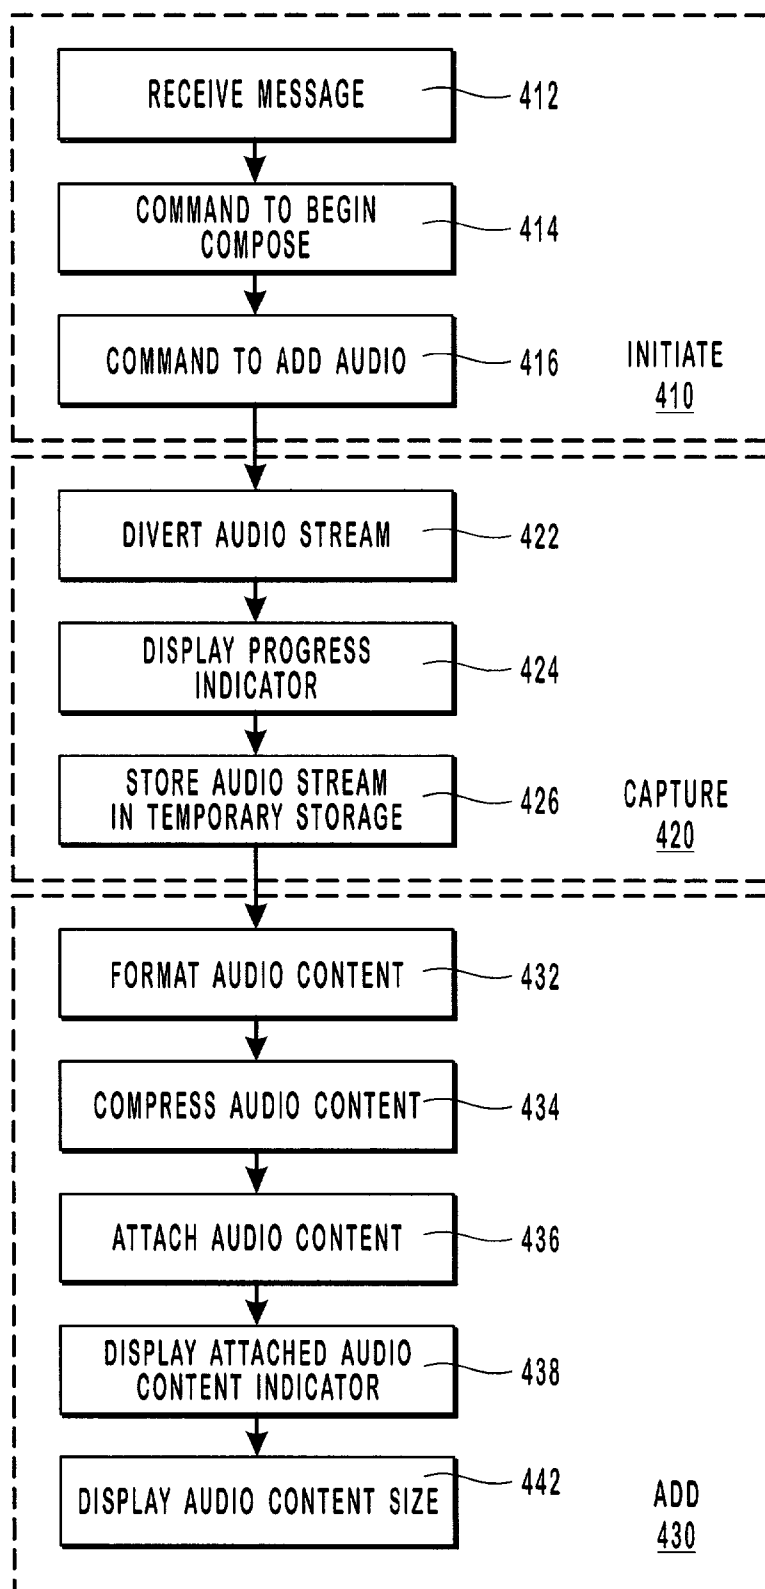 RECEIVE MESSAGE
412
COMMAND TO BEGIN
COMPOSE
414
COMMAND TO ADD AUDIO
416
INITIATE
410
DIVERT AUDIO STREAM
422
DISPLAY PROGRESS
INDICATOR
424
STORE AUDIO STREAM
IN TEMPORARY STORAGE
426
CAPTURE
420
FORMAT AUDIO CONTENT
432
COMPRESS AUDIO CONTENT
434
ATTACH AUDIO CONTENT
436
DISPLAY ATTACHED AUDIO
CONTENT INDICATOR
438
DISPLAY AUDIO CONTENT SIZE
442
ADD
430